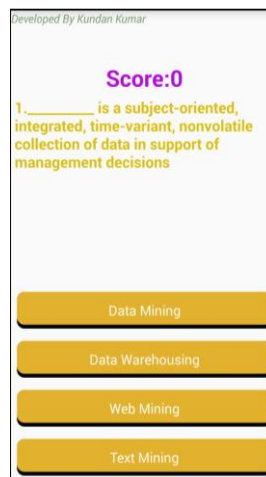 Developed By Kundan Kumar
Score:0
1.________ is a subject-oriented,
integrated, time-variant, nonvolatile
collection of data in support of
management decisions
Data Mining
Data Warehousing
Web Mining
Text Mining